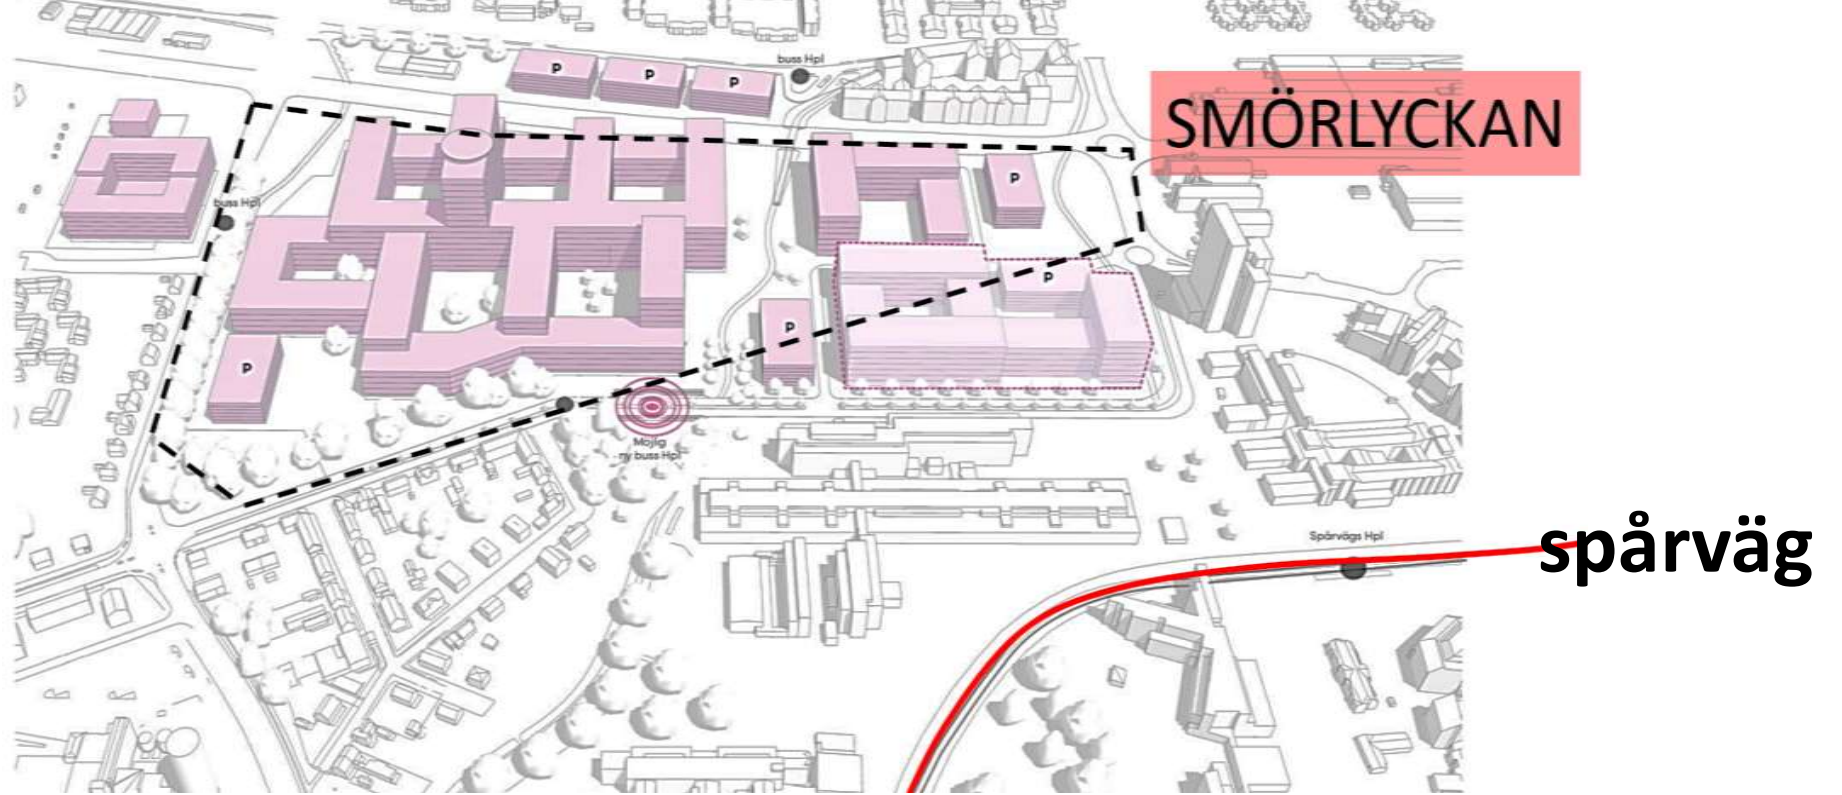 P
P
P
buss Hpl
SMÖRLYCKAN
P
buss Hpl
P
P
P
Möjlig
ny buss Hpl
Spårvägs Hpl
spårväg